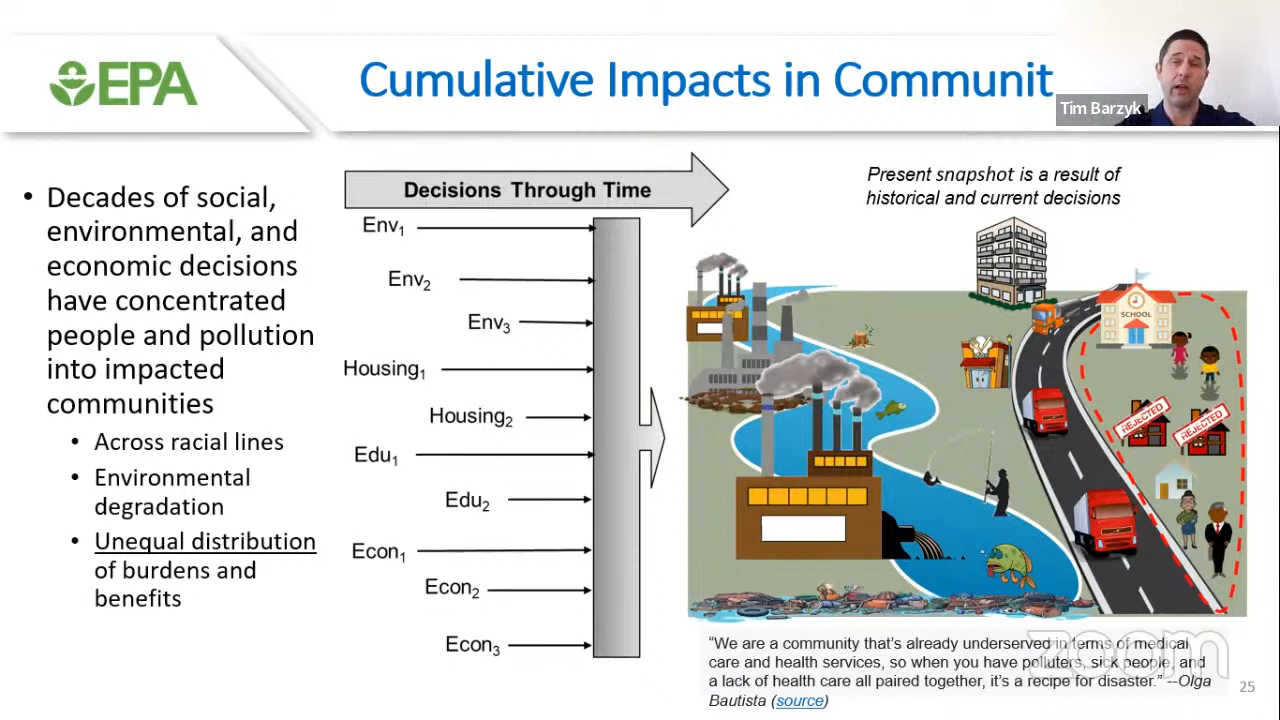 EPA
Cumulative Impacts in Communit
Tim Barzyk
• Decades of social,
environmental, and
economic decisions
have concentrated
people and pollution
into impacted
communities
• Across racial lines
• Environmental
degradation
• Unequal distribution
of burdens and
benefits
Decisions Through Time
Env₁
Env₂
Env₃
Housing₁
Housing₂
Edu₁
Edu₂
Econ₁
Econ₂
Econ₃
Present snapshot is a result of
historical and current decisions
SCHOOL
REJECTED
REJECTED
“We are a community that’s already underserved in terms of medical
care and health services, so when you have polluters, sick people, and
a lack of health care all paired together, it’s a recipe for disaster.” --Olga
Bautista (source)
zoom
25